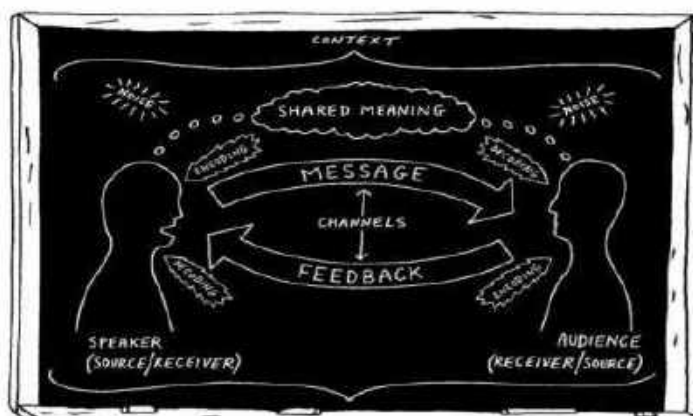 CONTEXT
NOISE
NOISE
SHARED MEANING
ENCODING
DECODING
MESSAGE
CHANNELS
FEEDBACK
DECODING
ENCODING
SPEAKER
(SOURCE/RECEIVER)
AUDIENCE
(RECEIVER/SOURCE)